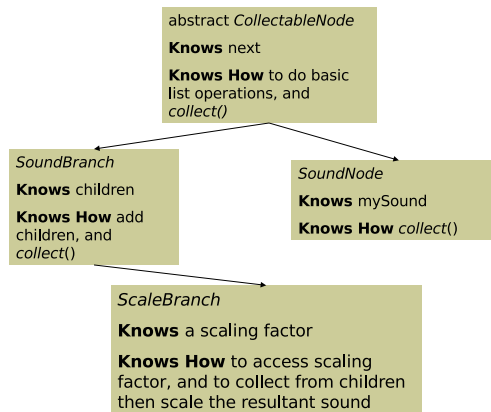 abstract CollectableNode
Knows next
Knows How to do basic
list operations, and
collect()
SoundBranch
Knows children
Knows How add
children, and
collect()
SoundNode
Knows mySound
Knows How collect()
ScaleBranch
Knows a scaling factor
Knows How to access scaling
factor, and to collect from children
then scale the resultant sound